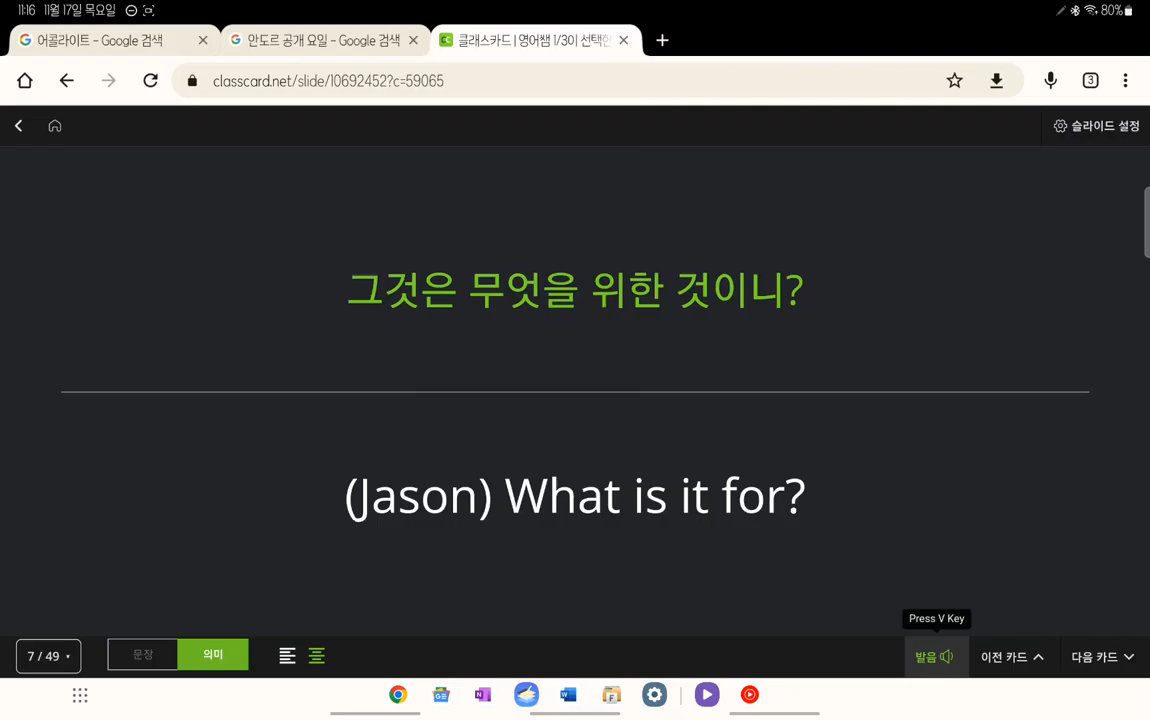 11:16 11월 17일 목요일 80%
어콜라이트 - Google 검색
안도르 공개 요일 - Google 검색
클래스카드 | 영어쌤 1/3이 선택한
classcard.net/slide/10692452?c=59065
3
슬라이드 설정
그것은 무엇을 위한 것이니?
(Jason) What is it for?
Press V Key
7 / 49
문장
의미
발음
이전 카드
다음 카드